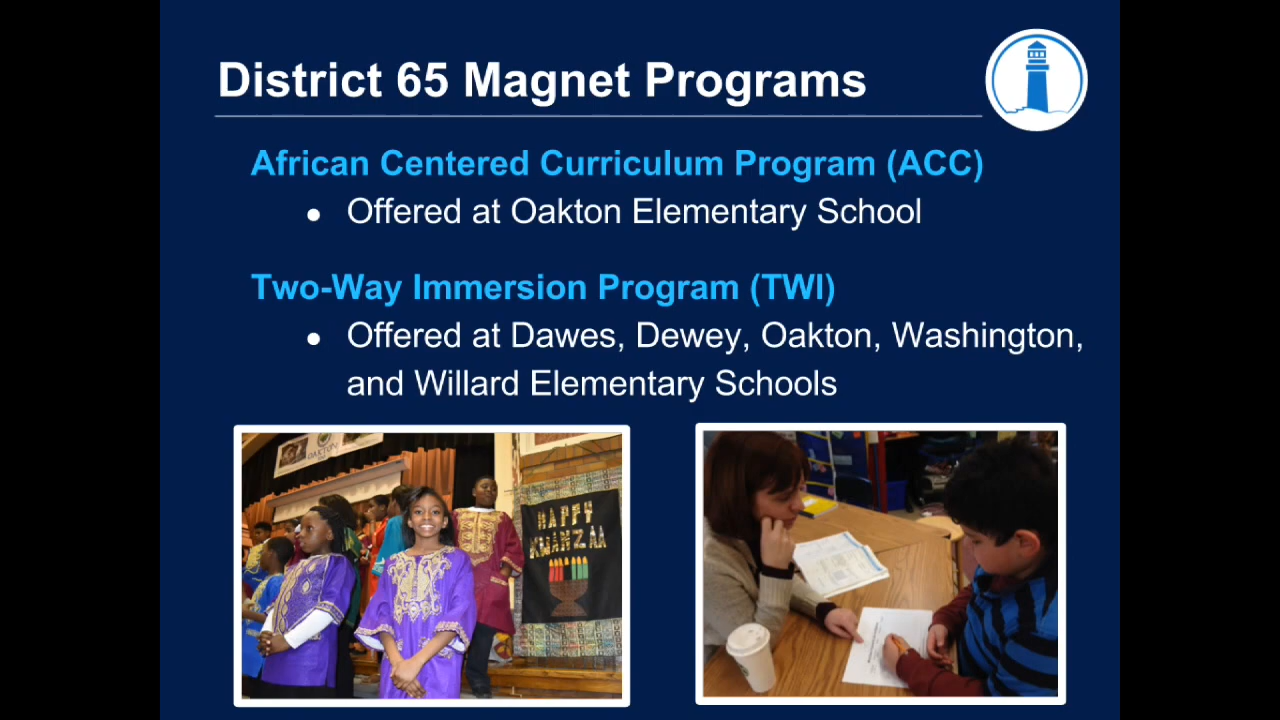 District 65 Magnet Programs
African Centered Curriculum Program (ACC)
● Offered at Oakton Elementary School
Two-Way Immersion Program (TWI)
● Offered at Dawes, Dewey, Oakton, Washington,
and Willard Elementary Schools
OAKTON
HAPPY
KWANZAA